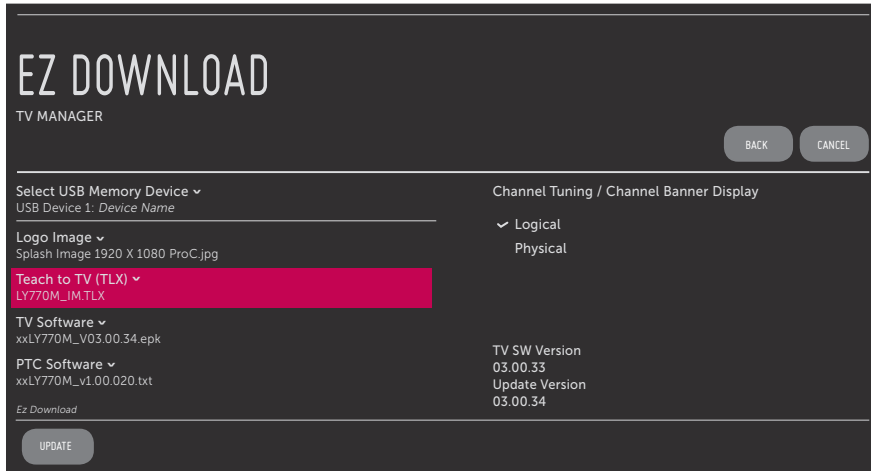 EZ DOWNLOAD
TV MANAGER
BACK
CANCEL
Select USB Memory Device
USB Device 1: Device Name
Logo Image
Splash Image 1920 X 1080 ProC.jpg
Teach to TV (TLX)
LY770M_IM.TLX
TV Software
xxLY770M_V03.00.34.epk
PTC Software
xxLY770M_v1.00.020.txt
Ez Download
Channel Tuning / Channel Banner Display
Logical
Physical
TV SW Version
03.00.33
Update Version
03.00.34
UPDATE